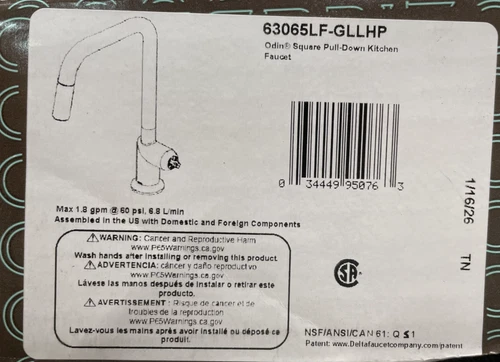 63065LF-GLLHP
Odin® Square Pull-Down Kitchen
Faucet
0 34449 95076 3
1/16/26 TN
Max 1.8 gpm @ 60 psi, 6.8 L/min
Assembled in the US with Domestic and Foreign Components
⚠WARNING: Cancer and Reproductive Harm
www.P65Warnings.ca.gov
Wash hands after installing or removing this product.
⚠ADVERTENCIA: cáncer y daño reproductivo
www.P65Warnings.ca.gov
Lávese las manos después de instalar o retirar este
producto.
⚠AVERTISSEMENT: Risque de cancer et de
troubles de la reproduction
www.P65Warnings.ca.gov
Lavez-vous les mains après avoir installé ou déposé ce
produit.
NSF/ANSI/CAN 61: Q ≤ 1
Patent: www.Deltafaucetcompany.com/patent